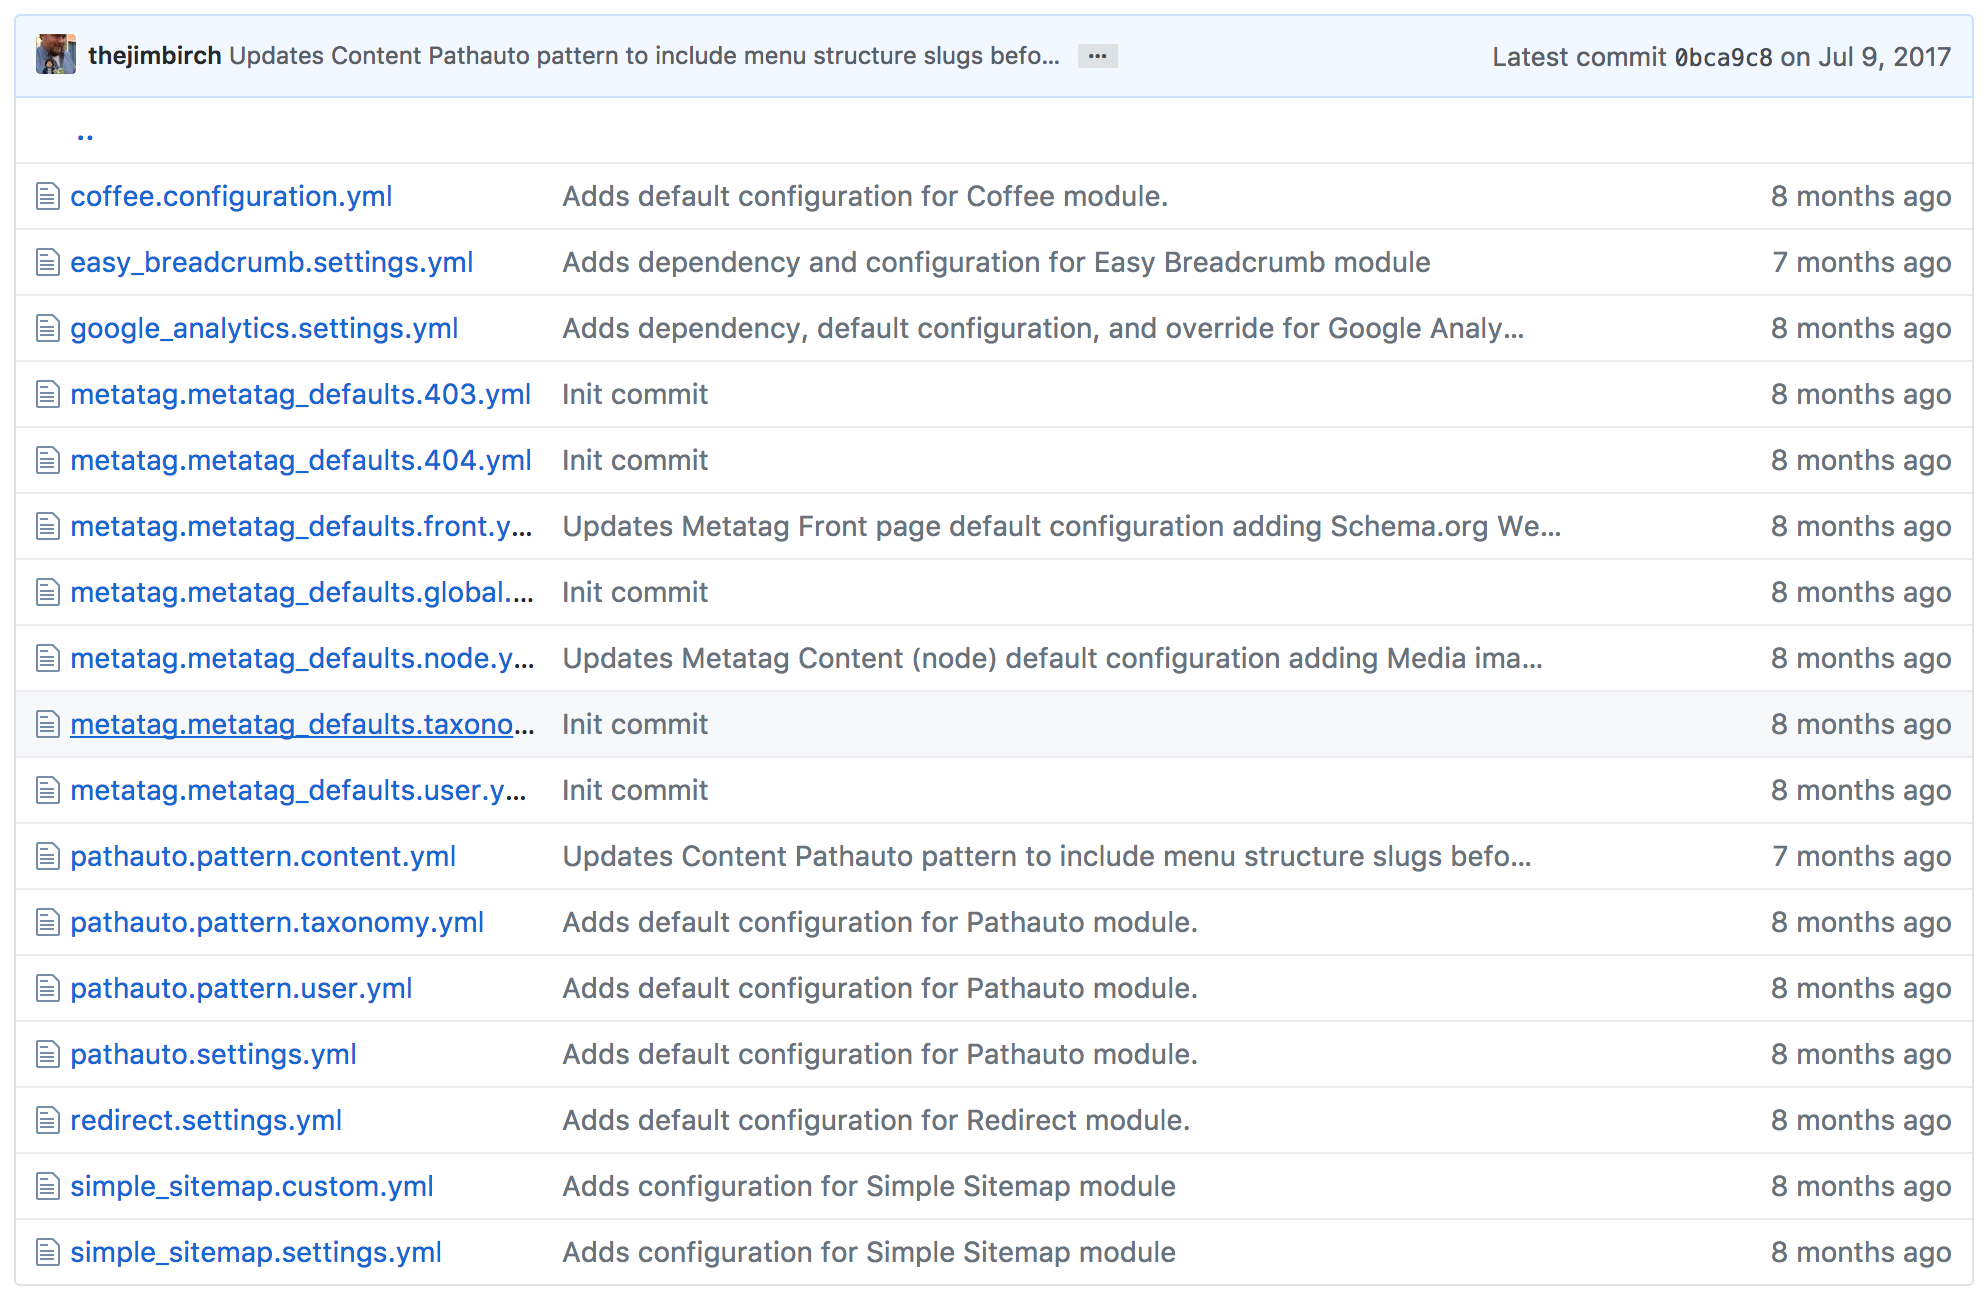 thejimbirch Updates Content Pathauto pattern to include menu structure slugs befo... ... Latest commit 0bca9c8 on Jul 9, 2017
..
coffee.configuration.yml Adds default configuration for Coffee module. 8 months ago
easy_breadcrumb.settings.yml Adds dependency and configuration for Easy Breadcrumb module 7 months ago
google_analytics.settings.yml Adds dependency, default configuration, and override for Google Analy... 8 months ago
metatag.metatag_defaults.403.yml Init commit 8 months ago
metatag.metatag_defaults.404.yml Init commit 8 months ago
metatag.metatag_defaults.front.y... Updates Metatag Front page default configuration adding Schema.org We... 8 months ago
metatag.metatag_defaults.global.... Init commit 8 months ago
metatag.metatag_defaults.node.y... Updates Metatag Content (node) default configuration adding Media ima... 8 months ago
metatag.metatag_defaults.taxono... Init commit 8 months ago
metatag.metatag_defaults.user.y... Init commit 8 months ago
pathauto.pattern.content.yml Updates Content Pathauto pattern to include menu structure slugs befo... 7 months ago
pathauto.pattern.taxonomy.yml Adds default configuration for Pathauto module. 8 months ago
pathauto.pattern.user.yml Adds default configuration for Pathauto module. 8 months ago
pathauto.settings.yml Adds default configuration for Pathauto module. 8 months ago
redirect.settings.yml Adds default configuration for Redirect module. 8 months ago
simple_sitemap.custom.yml Adds configuration for Simple Sitemap module 8 months ago
simple_sitemap.settings.yml Adds configuration for Simple Sitemap module 8 months ago